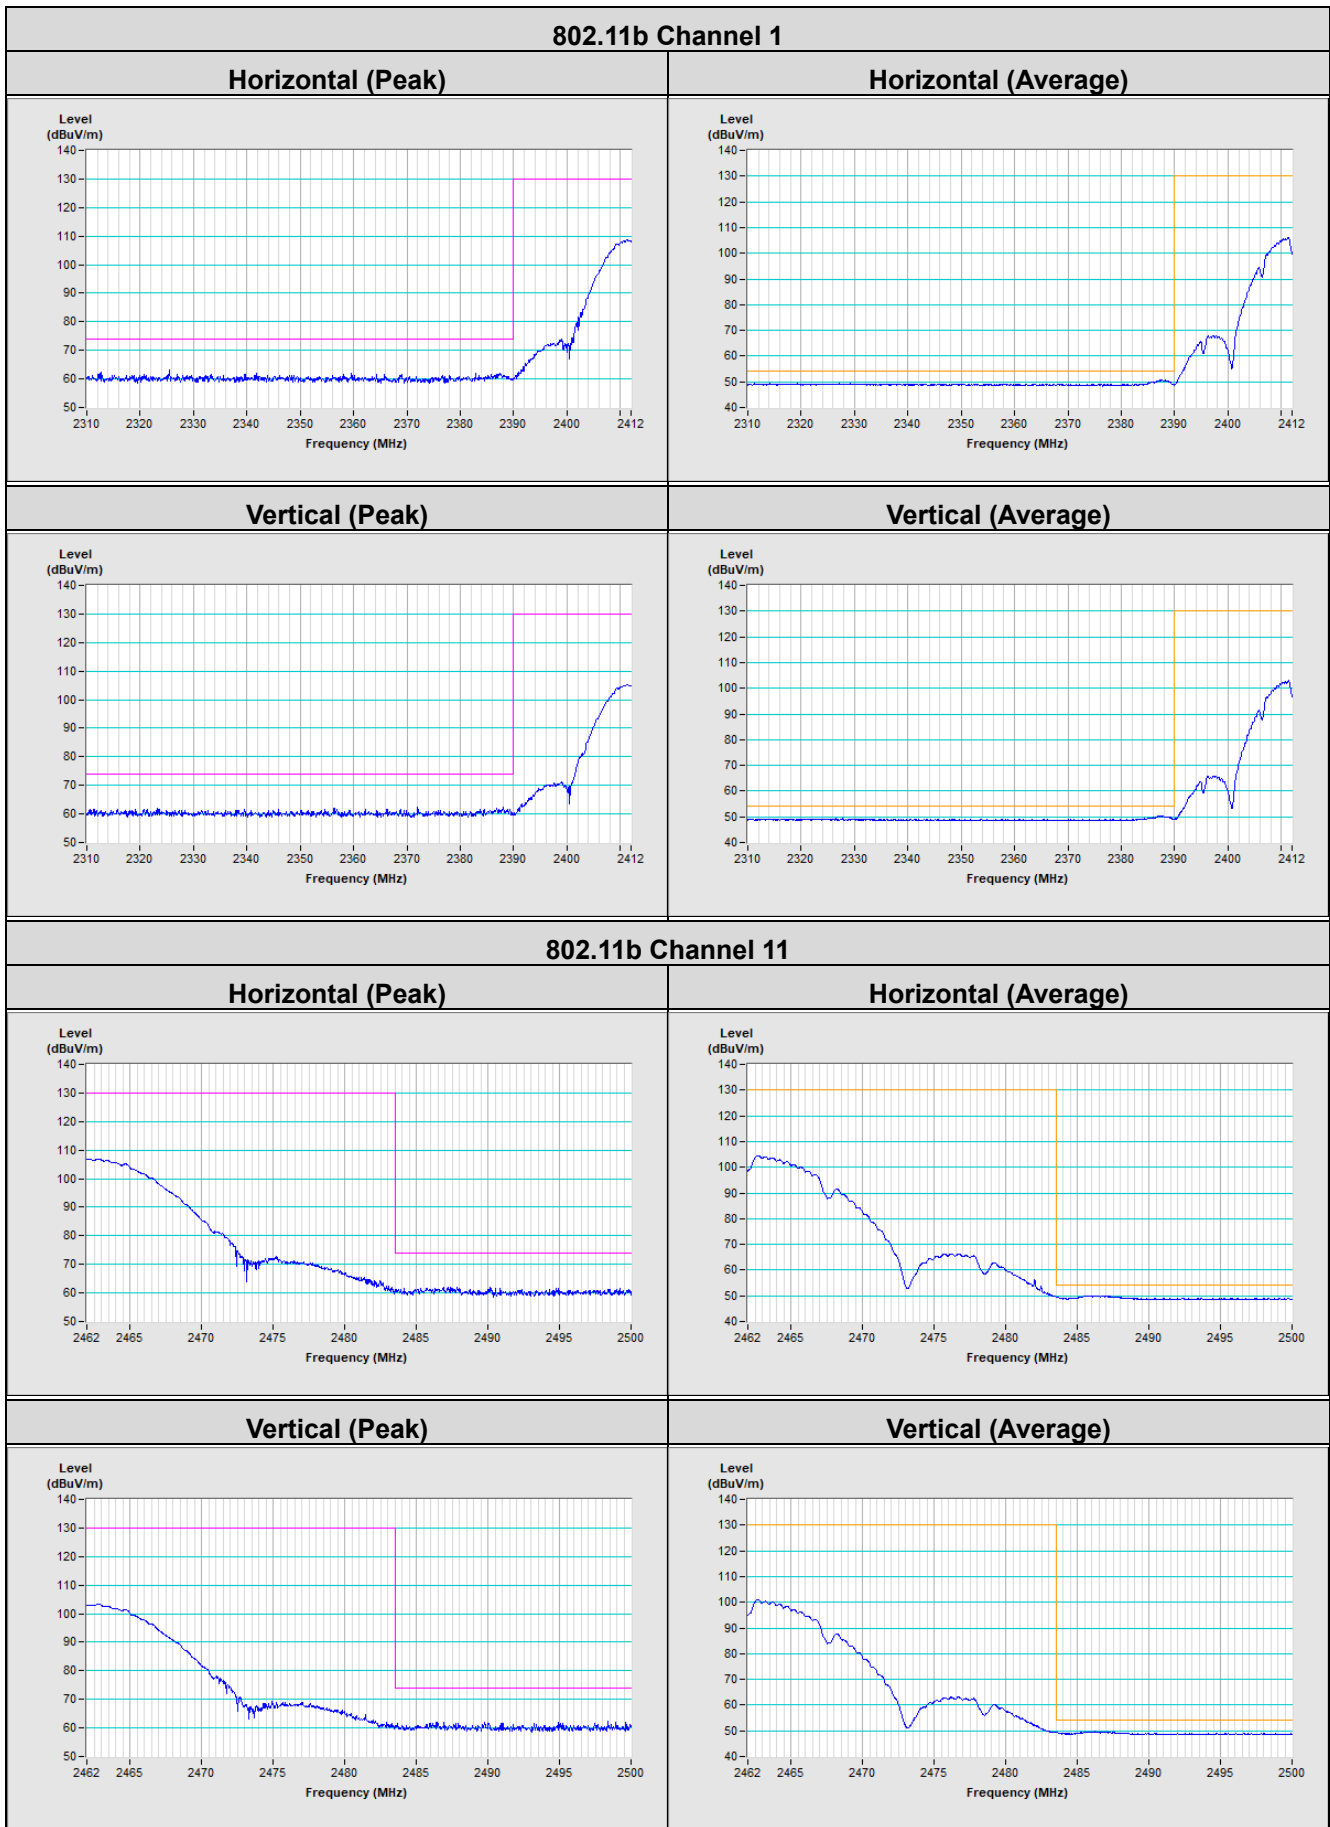 802.11b Channel 1
Horizontal (Peak)
Horizontal (Average)
Level
(dBuV/m)
140
130
120
110
100
90
80
70
60
50
2310 2320 2330 2340 2350 2360 2370 2380 2390 2400 2412
Frequency (MHz)
Level
(dBuV/m)
140
130
120
110
100
90
80
70
60
50
40
2310 2320 2330 2340 2350 2360 2370 2380 2390 2400 2412
Frequency (MHz)
Vertical (Peak)
Vertical (Average)
Level
(dBuV/m)
140
130
120
110
100
90
80
70
60
50
2310 2320 2330 2340 2350 2360 2370 2380 2390 2400 2412
Frequency (MHz)
Level
(dBuV/m)
140
130
120
110
100
90
80
70
60
50
40
2310 2320 2330 2340 2350 2360 2370 2380 2390 2400 2412
Frequency (MHz)
802.11b Channel 11
Horizontal (Peak)
Horizontal (Average)
Level
(dBuV/m)
140
130
120
110
100
90
80
70
60
50
2462 2465 2470 2475 2480 2485 2490 2495 2500
Frequency (MHz)
Level
(dBuV/m)
140
130
120
110
100
90
80
70
60
50
40
2462 2465 2470 2475 2480 2485 2490 2495 2500
Frequency (MHz)
Vertical (Peak)
Vertical (Average)
Level
(dBuV/m)
140
130
120
110
100
90
80
70
60
50
2462 2465 2470 2475 2480 2485 2490 2495 2500
Frequency (MHz)
Level
(dBuV/m)
140
130
120
110
100
90
80
70
60
50
40
2462 2465 2470 2475 2480 2485 2490 2495 2500
Frequency (MHz)